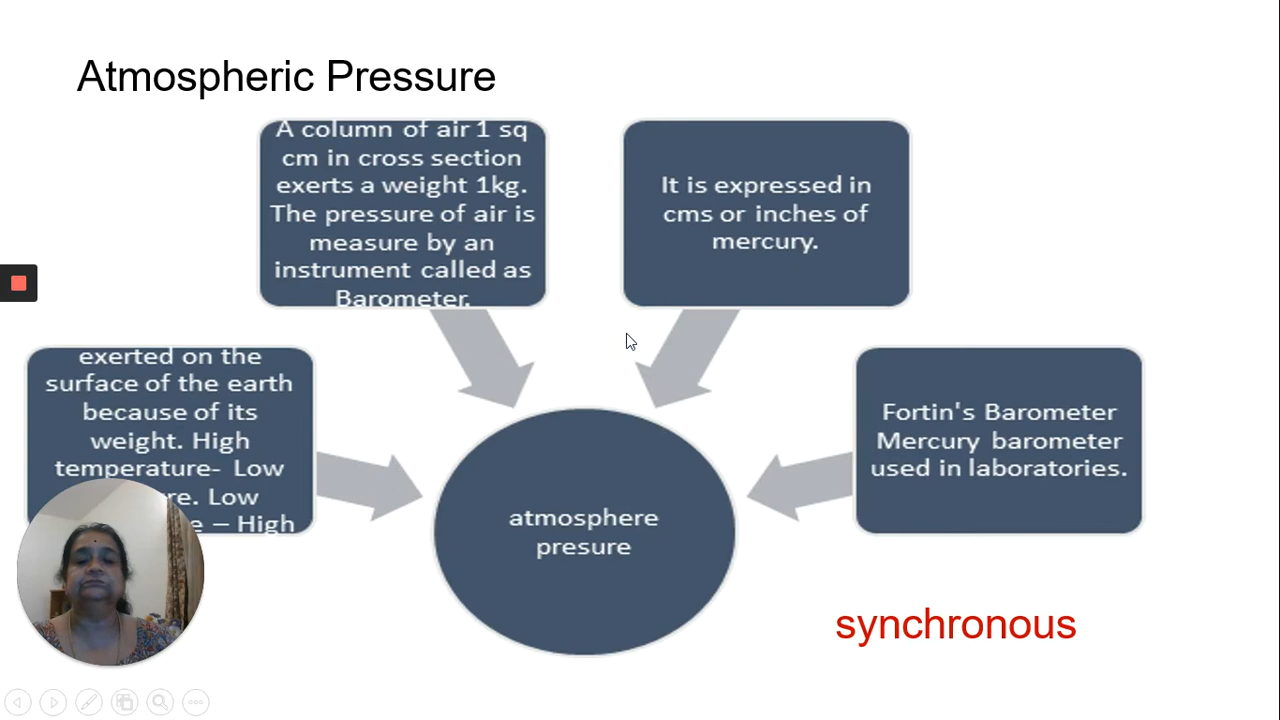 Atmospheric Pressure
A column of air 1 sq
cm in cross section
exerts a weight 1kg.
The pressure of air is
measure by an
instrument called as
Barometer.
It is expressed in
cms or inches of
mercury.
exerted on the
surface of the earth
because of its
weight. High
temperature- Low
re. Low
e – High
Fortin's Barometer
Mercury barometer
used in laboratories.
atmosphere
presure
synchronous